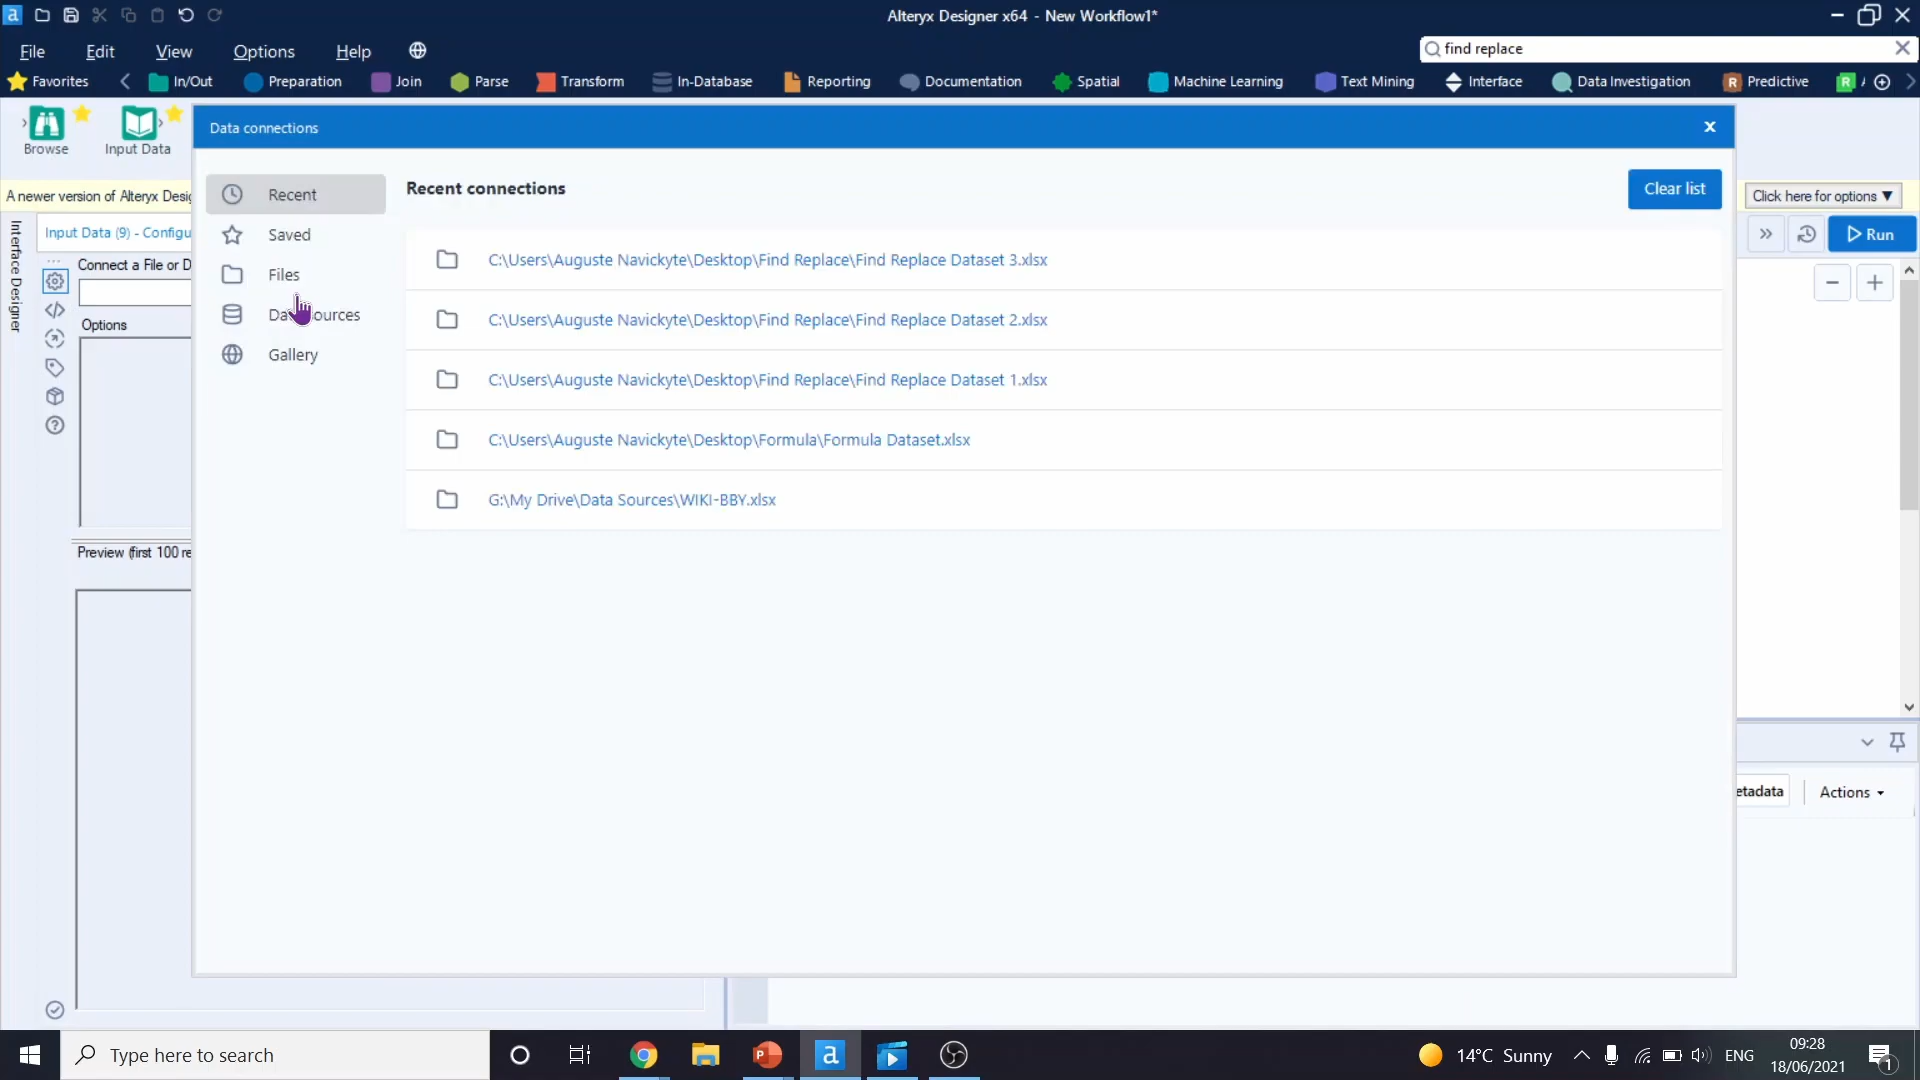 Alteryx Designer x64 - New Workflow1*
File Edit View Options Help
find replace
Favorites In/Out Preparation Join Parse Transform In-Database Reporting Documentation Spatial Machine Learning Text Mining Interface Data Investigation Predictive
Browse
Input Data
Data connections
A newer version of Alteryx Desig
Click here for options
Run
Interface Designer
Input Data (9) - Configu
Connect a File or D
Options
Preview (first 100 re
Recent
Saved
Files
Data Sources
Gallery
Recent connections
Clear list
C:\Users\Auguste Navickyte\Desktop\Find Replace\Find Replace Dataset 3.xlsx
C:\Users\Auguste Navickyte\Desktop\Find Replace\Find Replace Dataset 2.xlsx
C:\Users\Auguste Navickyte\Desktop\Find Replace\Find Replace Dataset 1.xlsx
C:\Users\Auguste Navickyte\Desktop\Formula\Formula Dataset.xlsx
G:\My Drive\Data Sources\WIKI-BBY.xlsx
etadata
Actions
Type here to search
14°C Sunny
ENG
09:28
18/06/2021
1